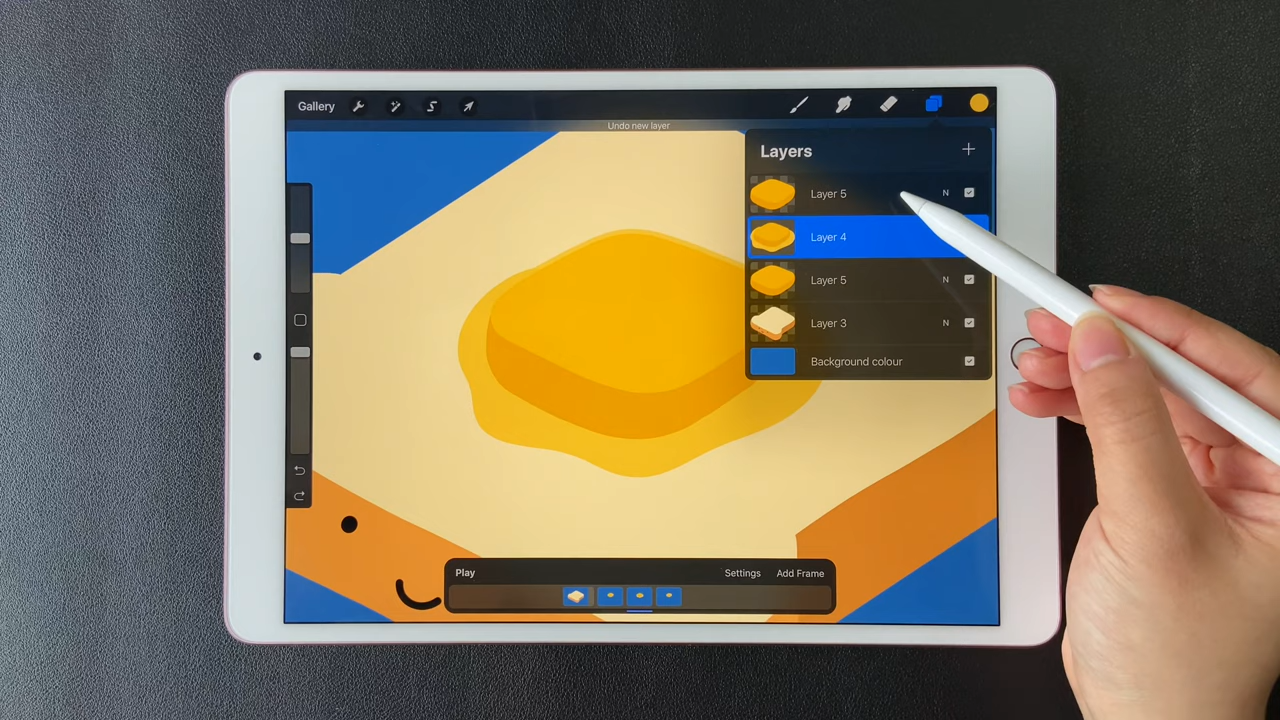 Gallery
Undo new layer
Layers
Layer 5 N
Layer 4
Layer 5 N
Layer 3 N
Background colour
Play Settings Add Frame